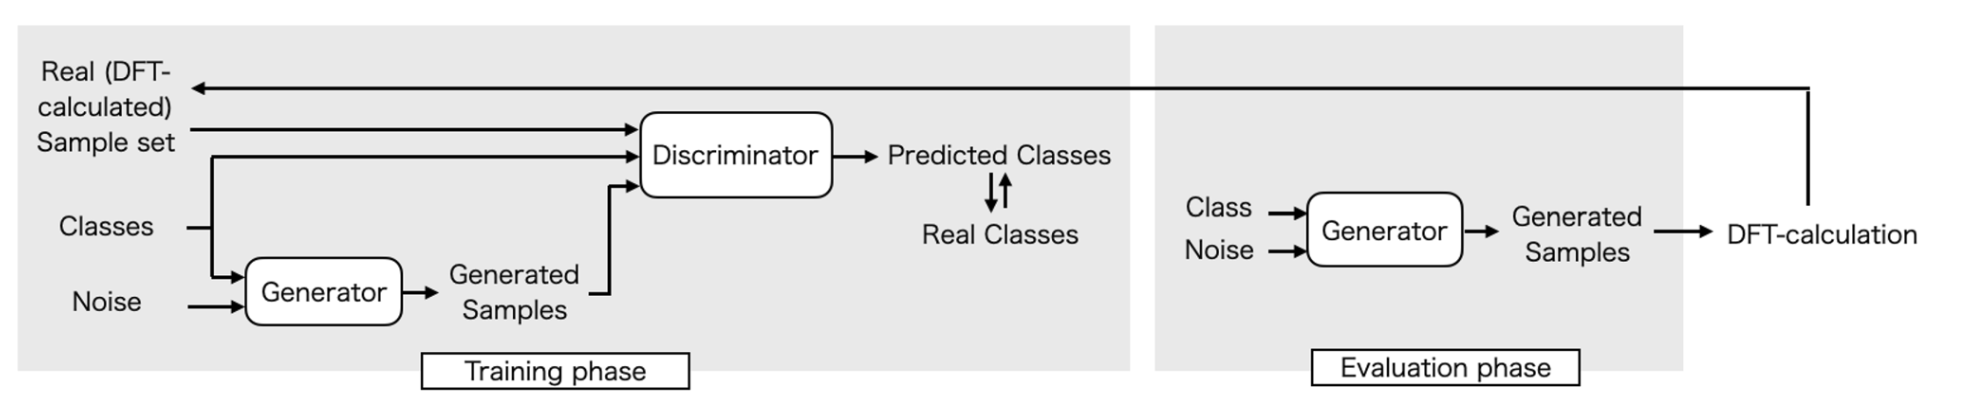 Real (DFT-
calculated)
Sample set
Classes
Noise
Generator
Generated
Samples
Discriminator
Predicted Classes
Real Classes
Training phase
Class
Noise
Generator
Generated
Samples
DFT-calculation
Evaluation phase